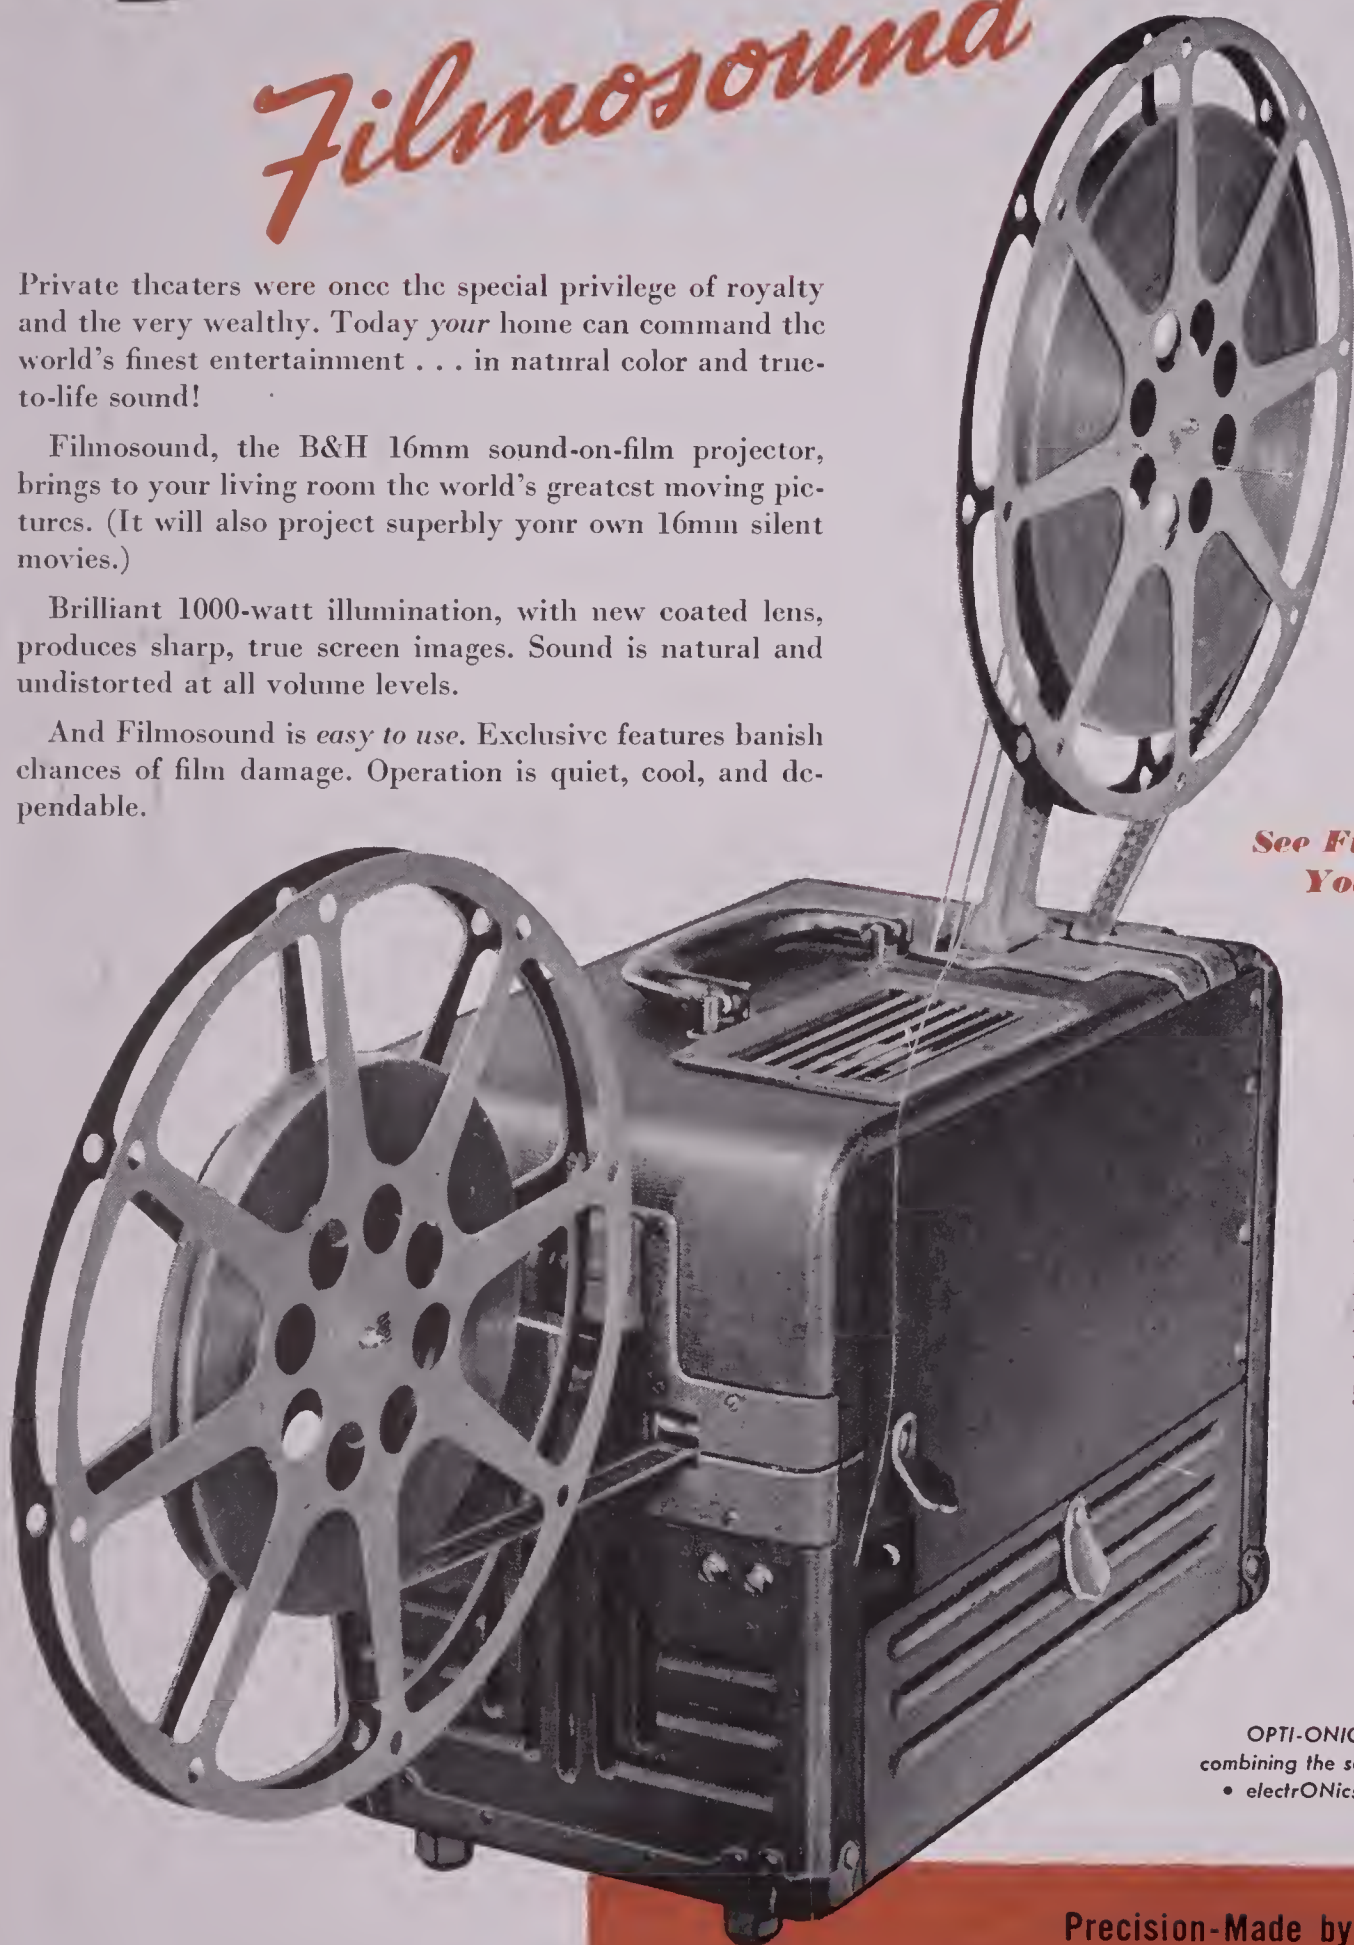 Filmosound
Private theaters were once the special privilege of royalty
and the very wealthy. Today your home can command the
world's finest entertainment . . . in natural color and true-
to-life sound!
Filmosound, the B&H 16mm sound-on-film projector,
brings to your living room the world's greatest moving pic-
tures. (It will also project superbly your own 16mm silent
movies.)
Brilliant 1000-watt illumination, with new coated lens,
produces sharp, true screen images. Sound is natural and
undistorted at all volume levels.
And Filmosound is easy to use. Exclusive features banish
chances of film damage. Operation is quiet, cool, and de-
pendable.
See
OPTI-ONIC
combining the
• electrONics
Precision-Made by